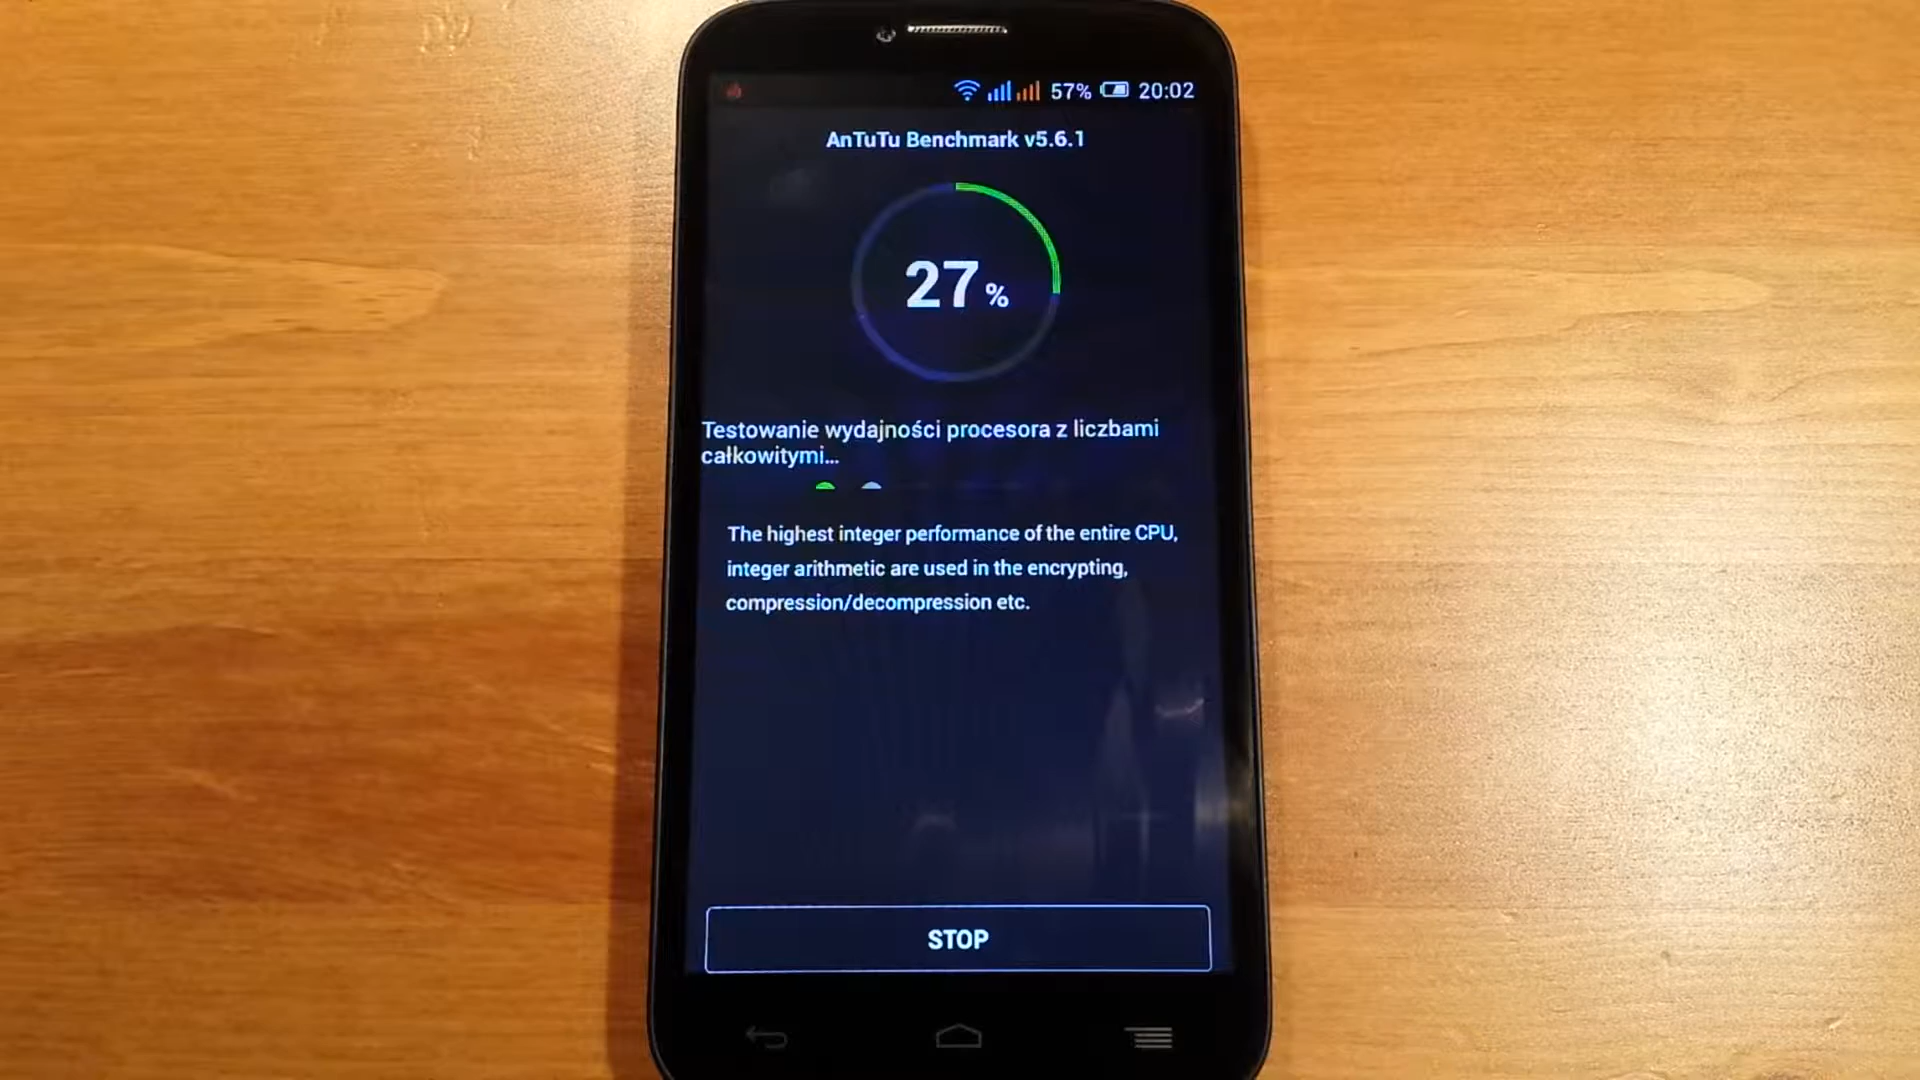 57% 20:02
AnTuTu Benchmark v5.6.1
27%
Testowanie wydajności procesora z liczbami
całkowitymi...
The highest integer performance of the entire CPU,
integer arithmetic are used in the encrypting,
compression/decompression etc.
STOP